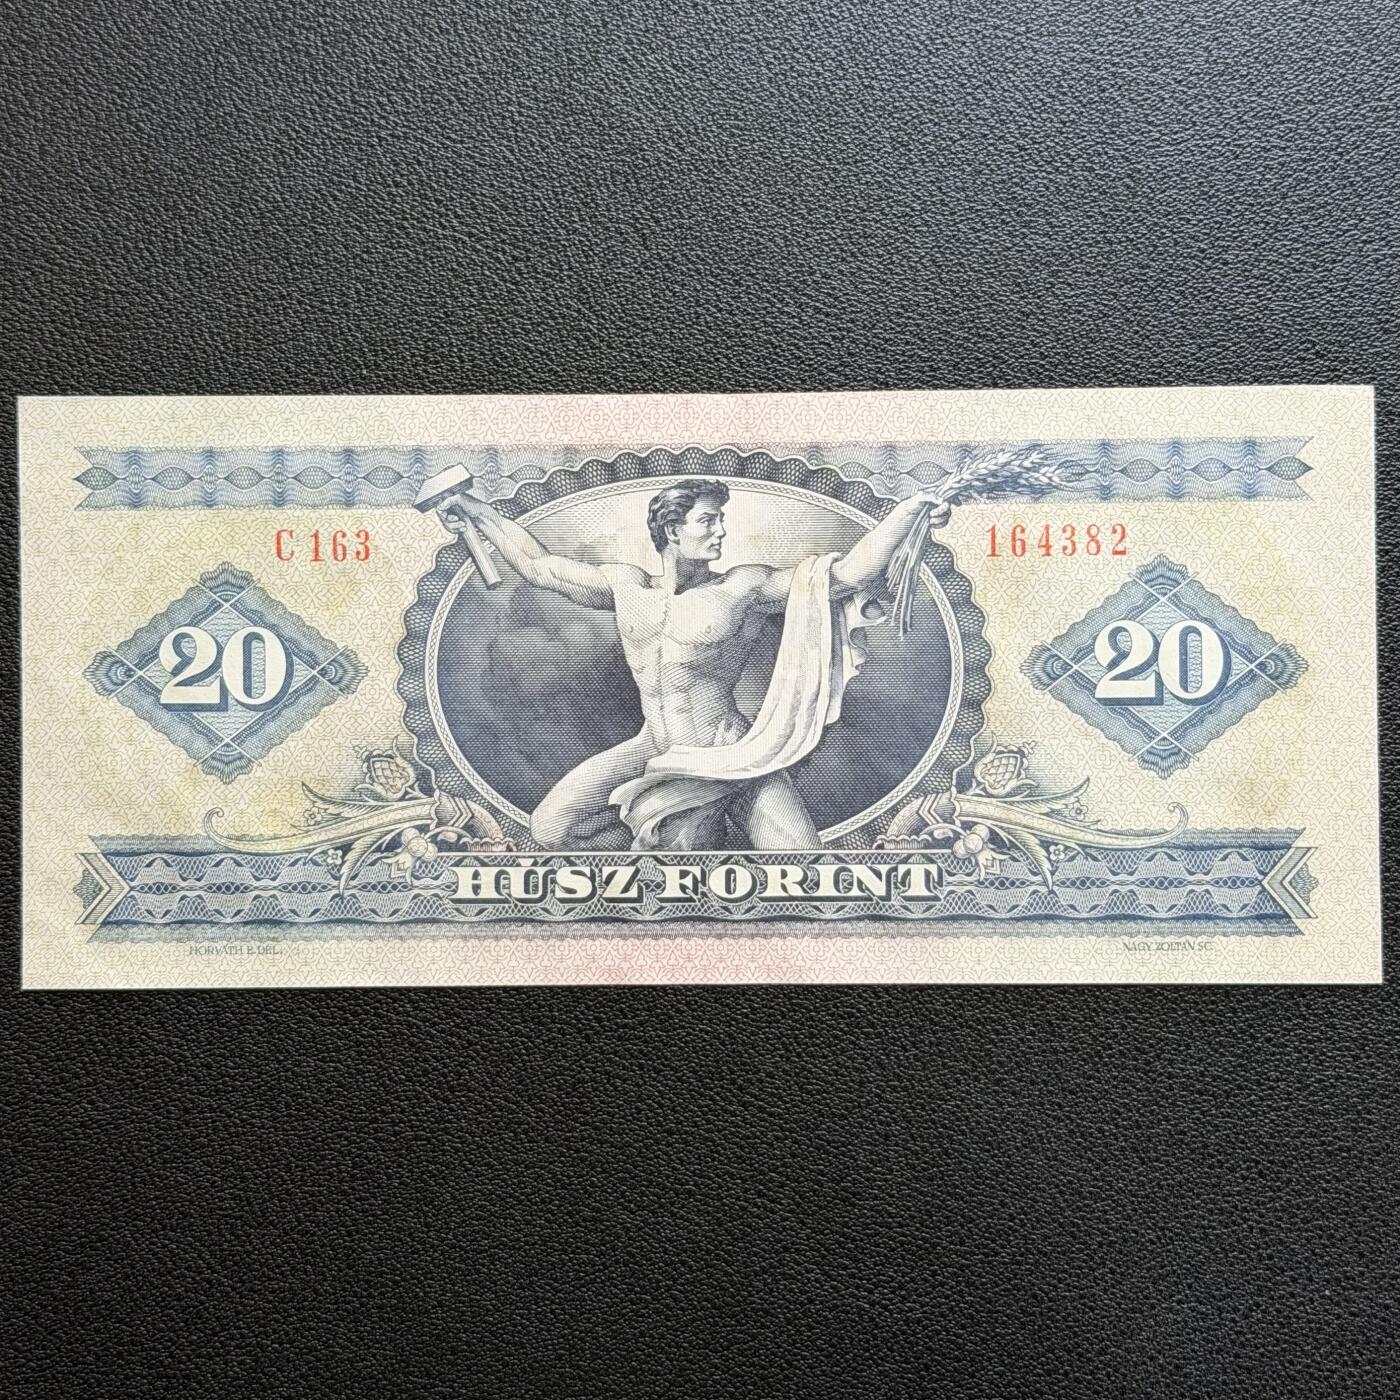 C 163 164382
20 20
HÚSZ FORINT
HORVÁTH E. DEL. NAGY ZOLTÁN SC.